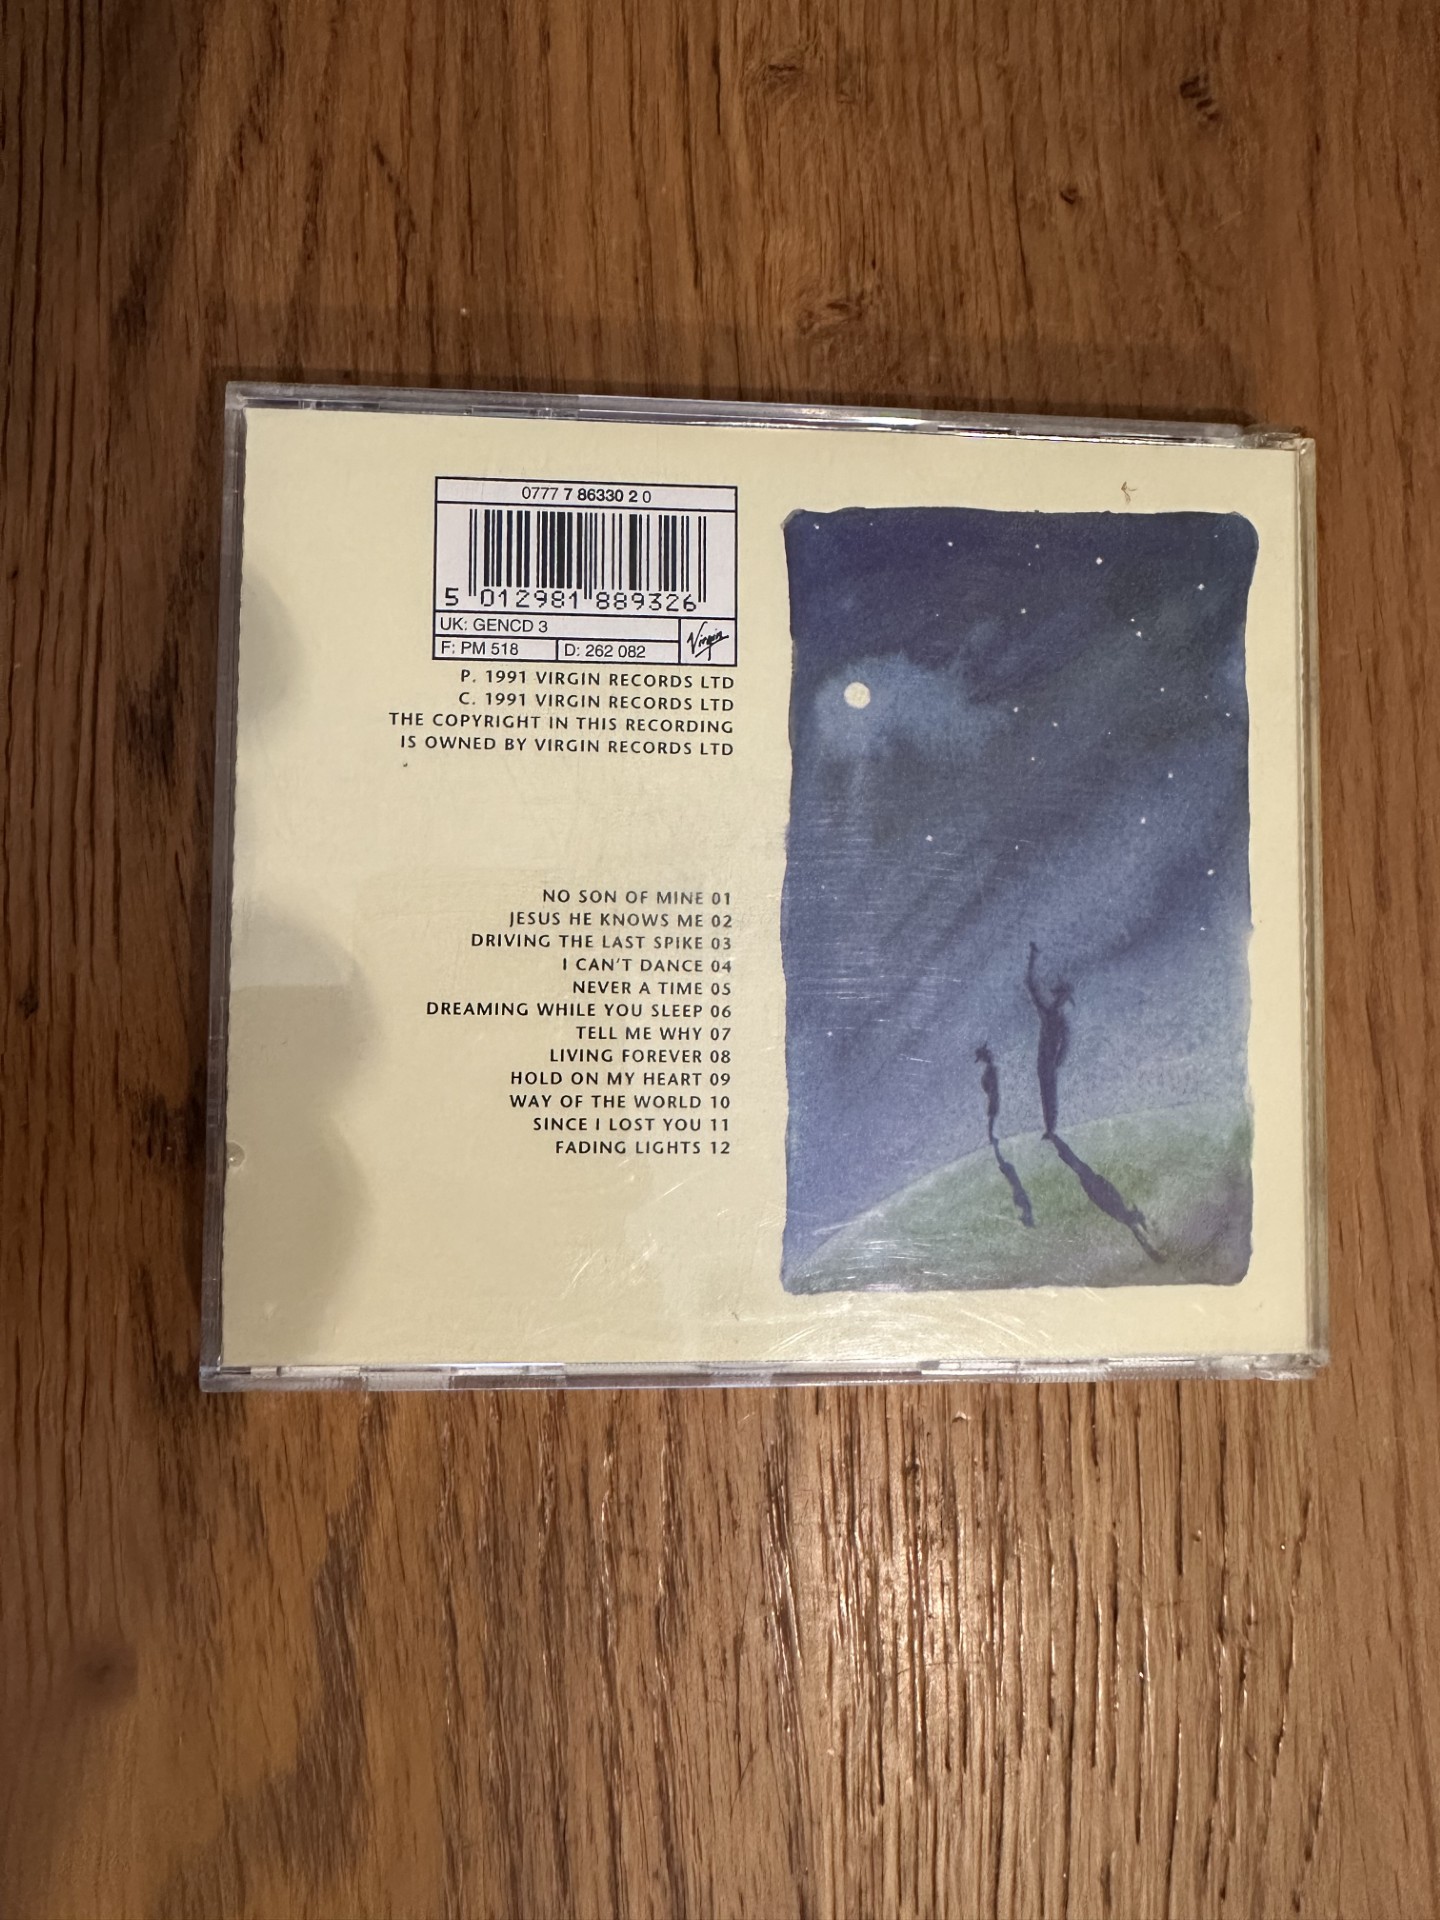 0777 7 86330 2 0
5 012981 889326
UK: GENCD 3
Virgin
F: PM 518
D: 262 082
P. 1991 VIRGIN RECORDS LTD
C. 1991 VIRGIN RECORDS LTD
THE COPYRIGHT IN THIS RECORDING
IS OWNED BY VIRGIN RECORDS LTD
NO SON OF MINE 01
JESUS HE KNOWS ME 02
DRIVING THE LAST SPIKE 03
I CAN'T DANCE 04
NEVER A TIME 05
DREAMING WHILE YOU SLEEP 06
TELL ME WHY 07
LIVING FOREVER 08
HOLD ON MY HEART 09
WAY OF THE WORLD 10
SINCE I LOST YOU 11
FADING LIGHTS 12